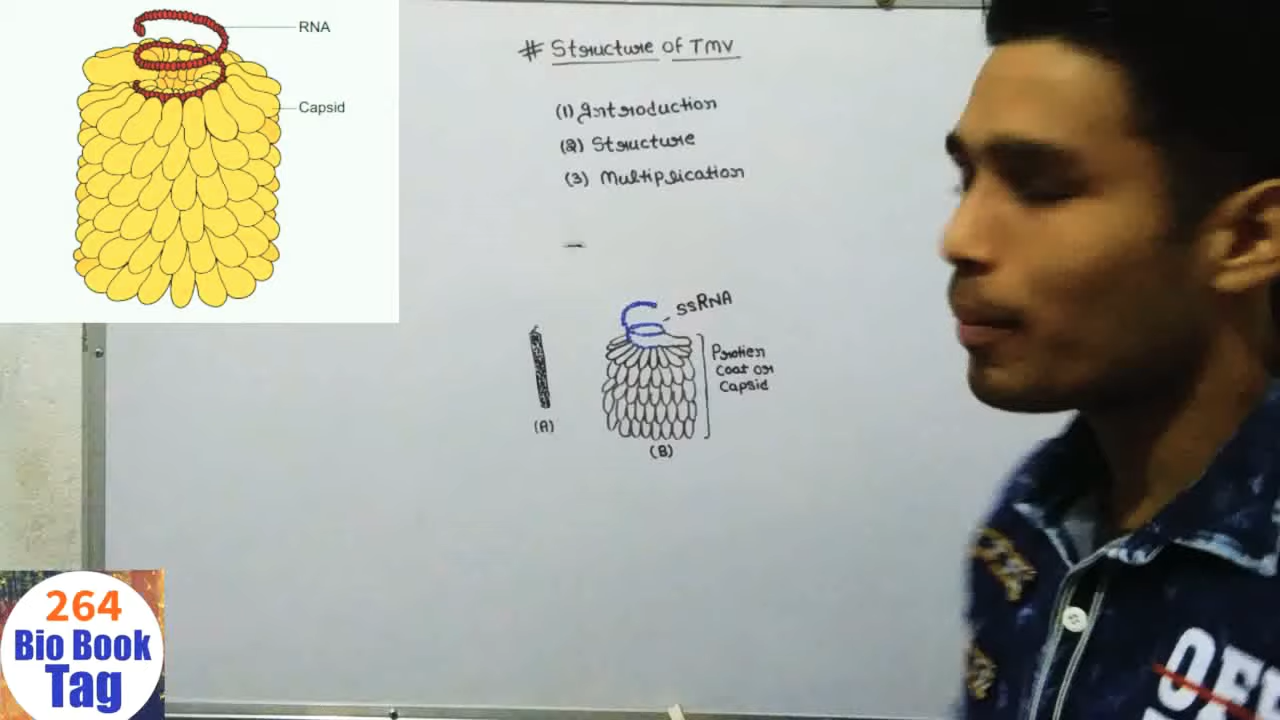 RNA
Capsid
# Structure of TMV
(1) Introduction
(2) Structure
(3) Multiplication
ssRNA
Protien
Coat or
Capsid
(A)
(B)
264
Bio Book
Tag